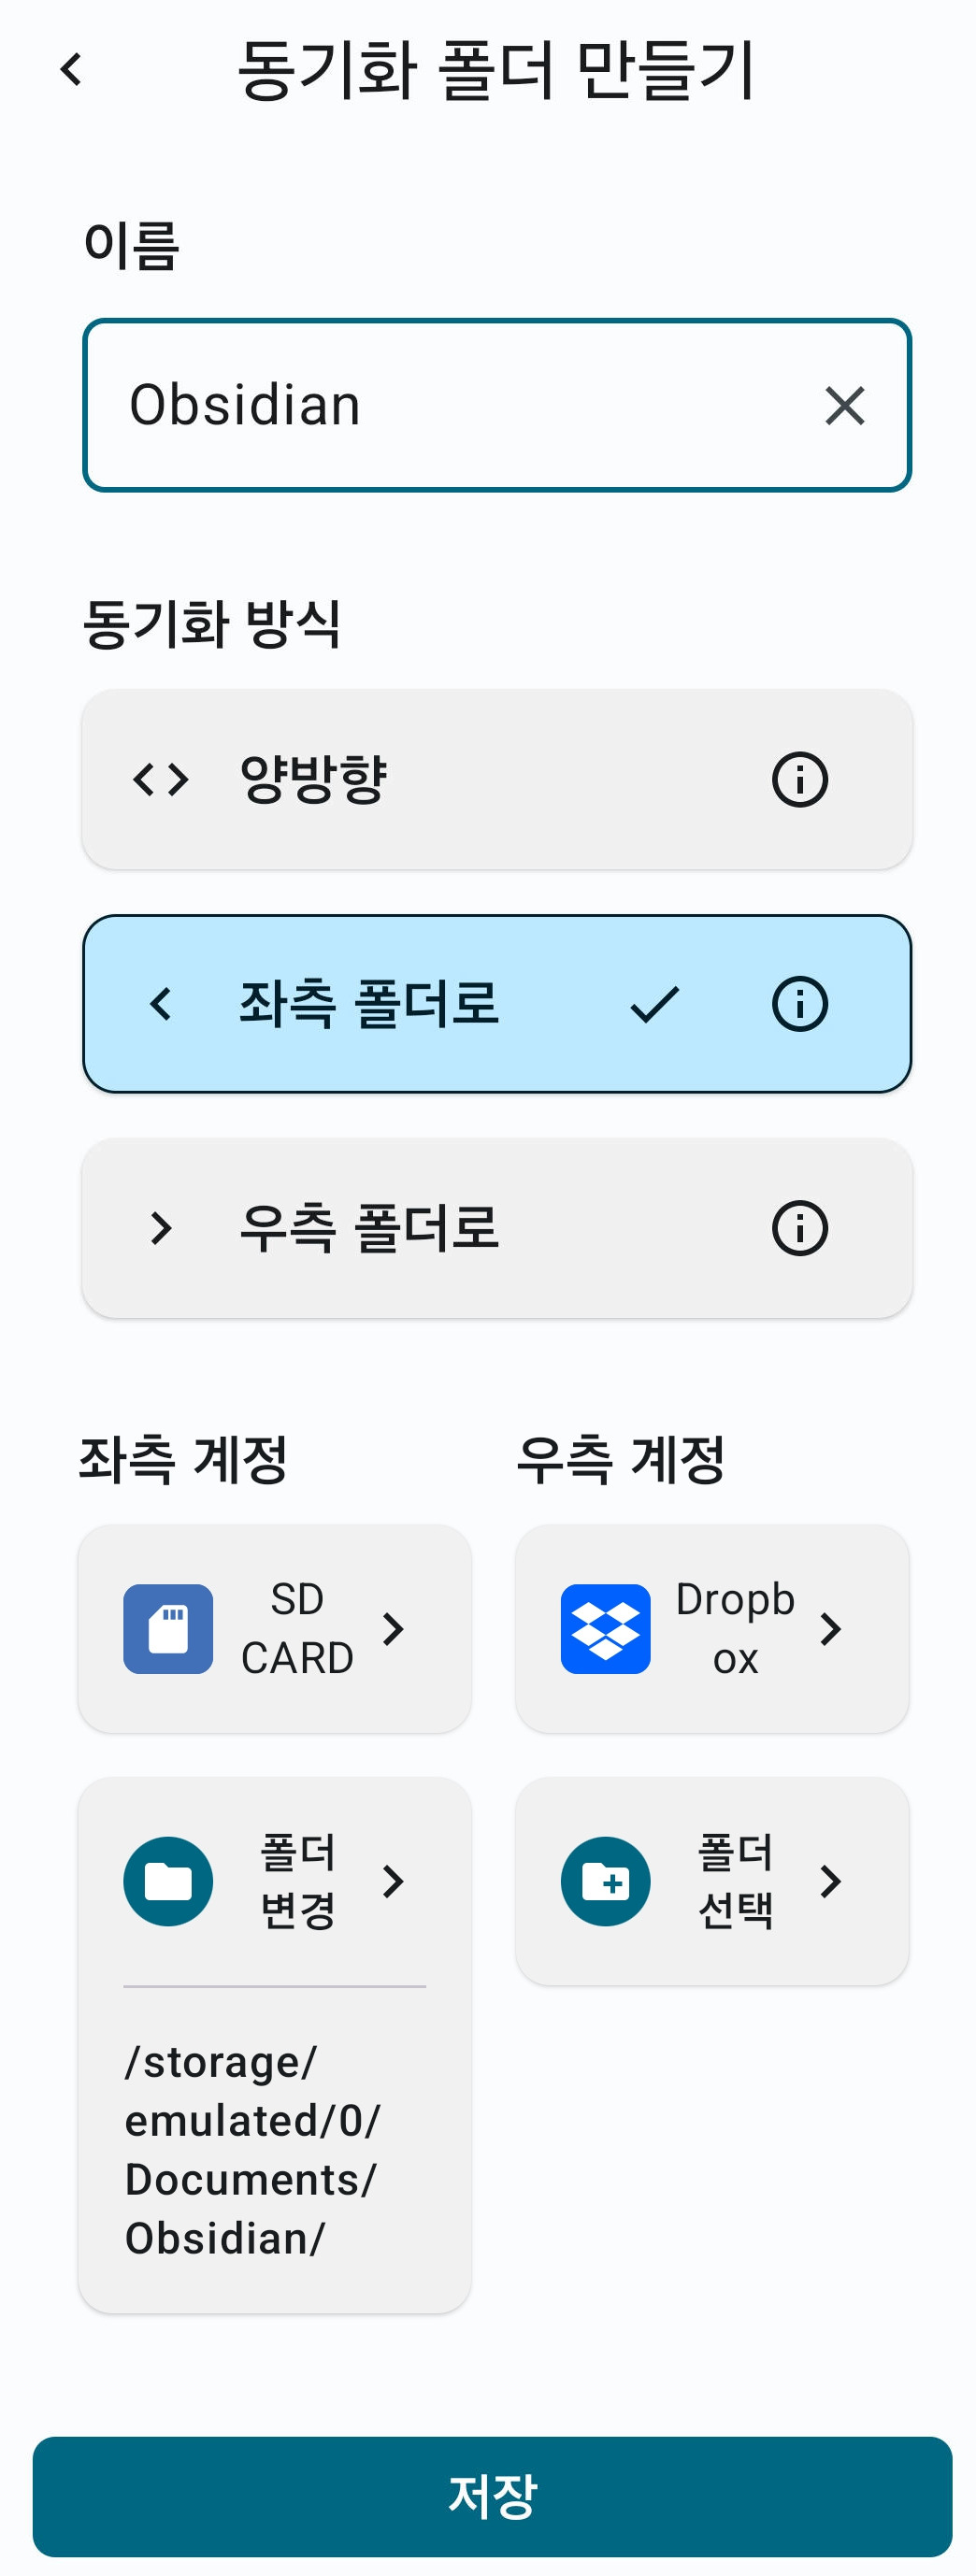 동기화 폴더 만들기
이름
Obsidian
동기화 방식
양방향
좌측 폴더로
우측 폴더로
좌측 계정
우측 계정
SD
CARD
Dropb
ox
폴더
변경
폴더
선택
/storage/
emulated/0/
Documents/
Obsidian/
저장